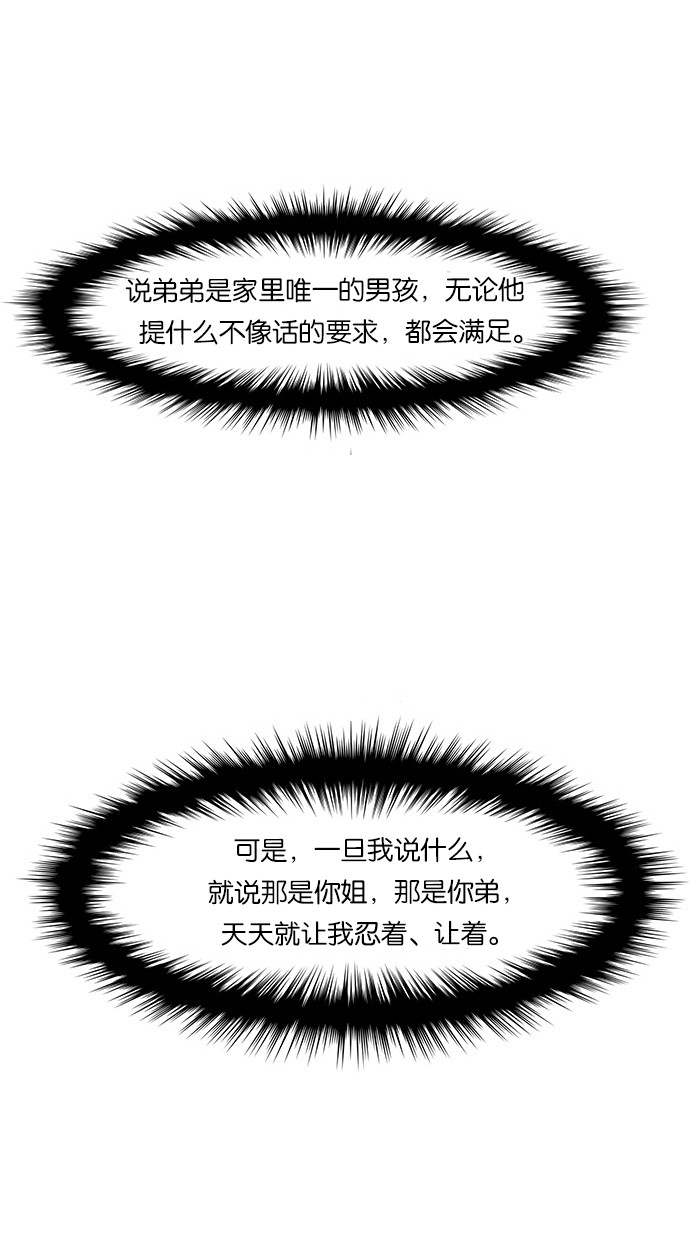 说弟弟是家里唯一的男孩，无论他
提什么不像话的要求，都会满足。
可是，一旦我说什么，
就说那是你姐，那是你弟，
天天就让我忍着、让着。